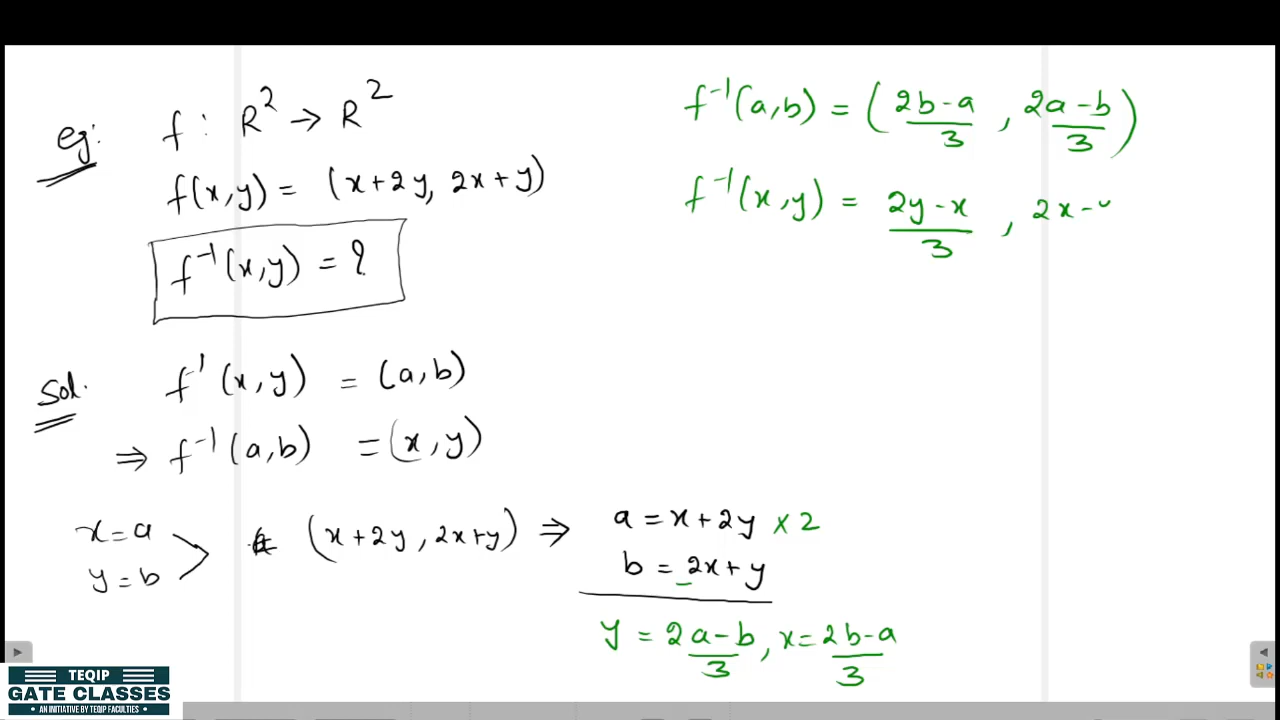 eg: f : R² → R²
f(x,y) = (x+2y, 2x+y)
f⁻¹(x,y) = ?
Sol. f⁻¹(x,y) = (a,b)
⇒ f⁻¹(a,b) = (x,y)
x=a
y=b
(x+2y, 2x+y) ⇒
a = x+2y × 2
b = 2x+y
y = 2a-b/3, x = 2b-a/3
f⁻¹(a,b) = (2b-a/3, 2a-b/3)
f⁻¹(x,y) = 2y-x/3, 2x-
TEQIP
GATE CLASSES
• AN INITIATIVE BY TEQIP FACULTIES •